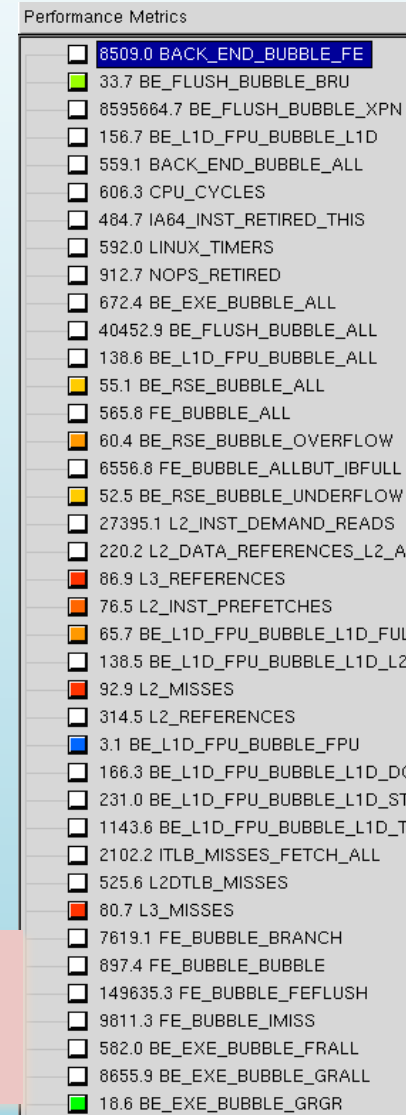 Performance Metrics
8509.0 BACK_END_BUBBLE_FE
33.7 BE_FLUSH_BUBBLE_BRU
8595664.7 BE_FLUSH_BUBBLE_XPN
156.7 BE_L1D_FPU_BUBBLE_L1D
559.1 BACK_END_BUBBLE_ALL
606.3 CPU_CYCLES
484.7 IA64_INST_RETIRED_THIS
592.0 LINUX_TIMERS
912.7 NOPS_RETIRED
672.4 BE_EXE_BUBBLE_ALL
40452.9 BE_FLUSH_BUBBLE_ALL
138.6 BE_L1D_FPU_BUBBLE_ALL
55.1 BE_RSE_BUBBLE_ALL
565.8 FE_BUBBLE_ALL
60.4 BE_RSE_BUBBLE_OVERFLOW
6556.8 FE_BUBBLE_ALLBUT_IBFULL
52.5 BE_RSE_BUBBLE_UNDERFLOW
27395.1 L2_INST_DEMAND_READS
220.2 L2_DATA_REFERENCES_L2_A
86.9 L3_REFERENCES
76.5 L2_INST_PREFETCHES
65.7 BE_L1D_FPU_BUBBLE_L1D_FUL
138.5 BE_L1D_FPU_BUBBLE_L1D_L2
92.9 L2_MISSES
314.5 L2_REFERENCES
3.1 BE_L1D_FPU_BUBBLE_FPU
166.3 BE_L1D_FPU_BUBBLE_L1D_DC
231.0 BE_L1D_FPU_BUBBLE_L1D_ST
1143.6 BE_L1D_FPU_BUBBLE_L1D_T
2102.2 ITLB_MISSES_FETCH_ALL
525.6 L2DTLB_MISSES
80.7 L3_MISSES
7619.1 FE_BUBBLE_BRANCH
897.4 FE_BUBBLE_BUBBLE
149635.3 FE_BUBBLE_FEFLUSH
9811.3 FE_BUBBLE_IMISS
582.0 BE_EXE_BUBBLE_FRALL
8655.9 BE_EXE_BUBBLE_GRALL
18.6 BE_EXE_BUBBLE_GRGR